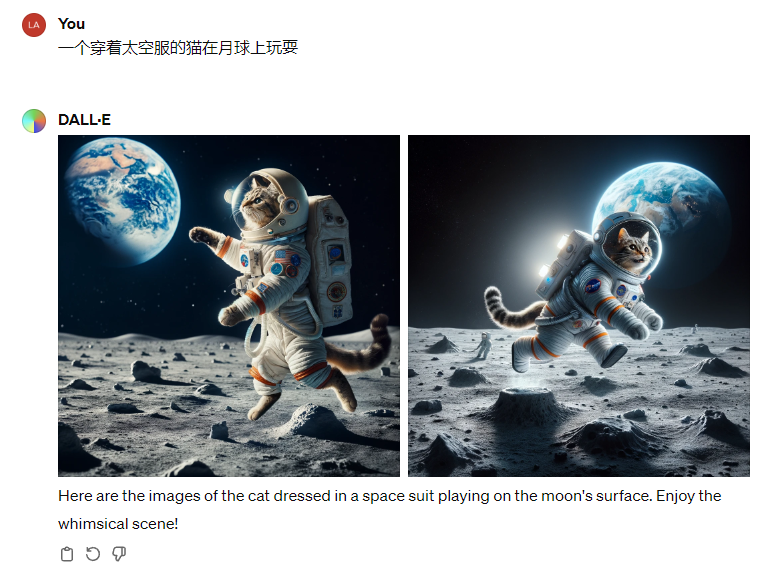 LA
You
一个穿着太空服的猫在月球上玩耍
DALL·E
Here are the images of the cat dressed in a space suit playing on the moon's surface. Enjoy the
whimsical scene!